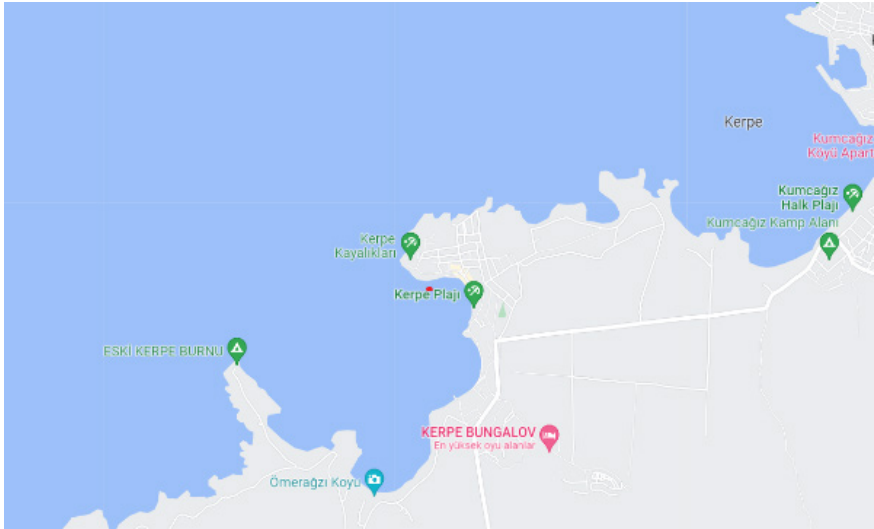 Kerpe
Kumcağız
Koyu Apart
Kumcağız
Halk Plajı
Kumcağız Kamp Alanı
Kerpe
Kayalıkları
Kerpe Plajı
ESKİ KERPE BURNU
KERPE BUNGALOV
En yüksek oyu alanlar
Ömerağzı Koyu